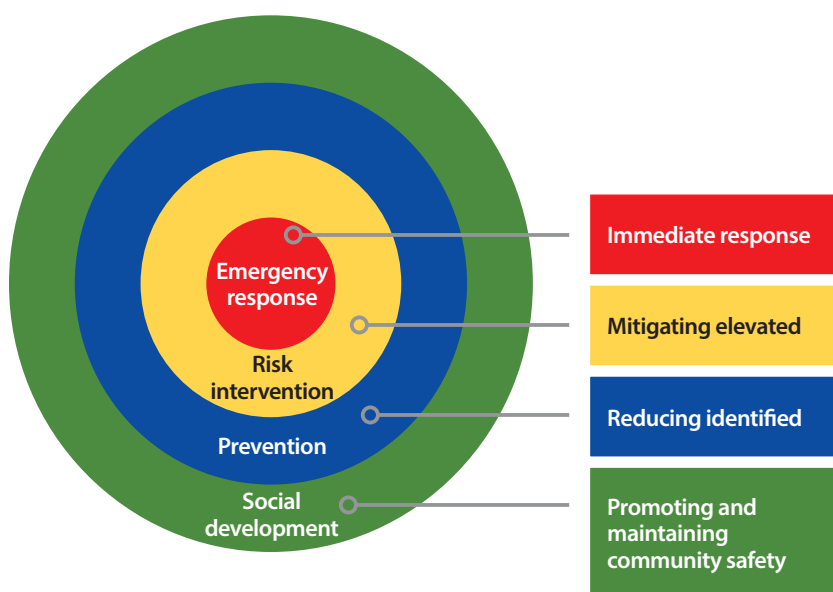 Emergency
response
Risk
intervention
Prevention
Social
development
Immediate response
Mitigating elevated
Reducing identified
Promoting and
maintaining
community safety